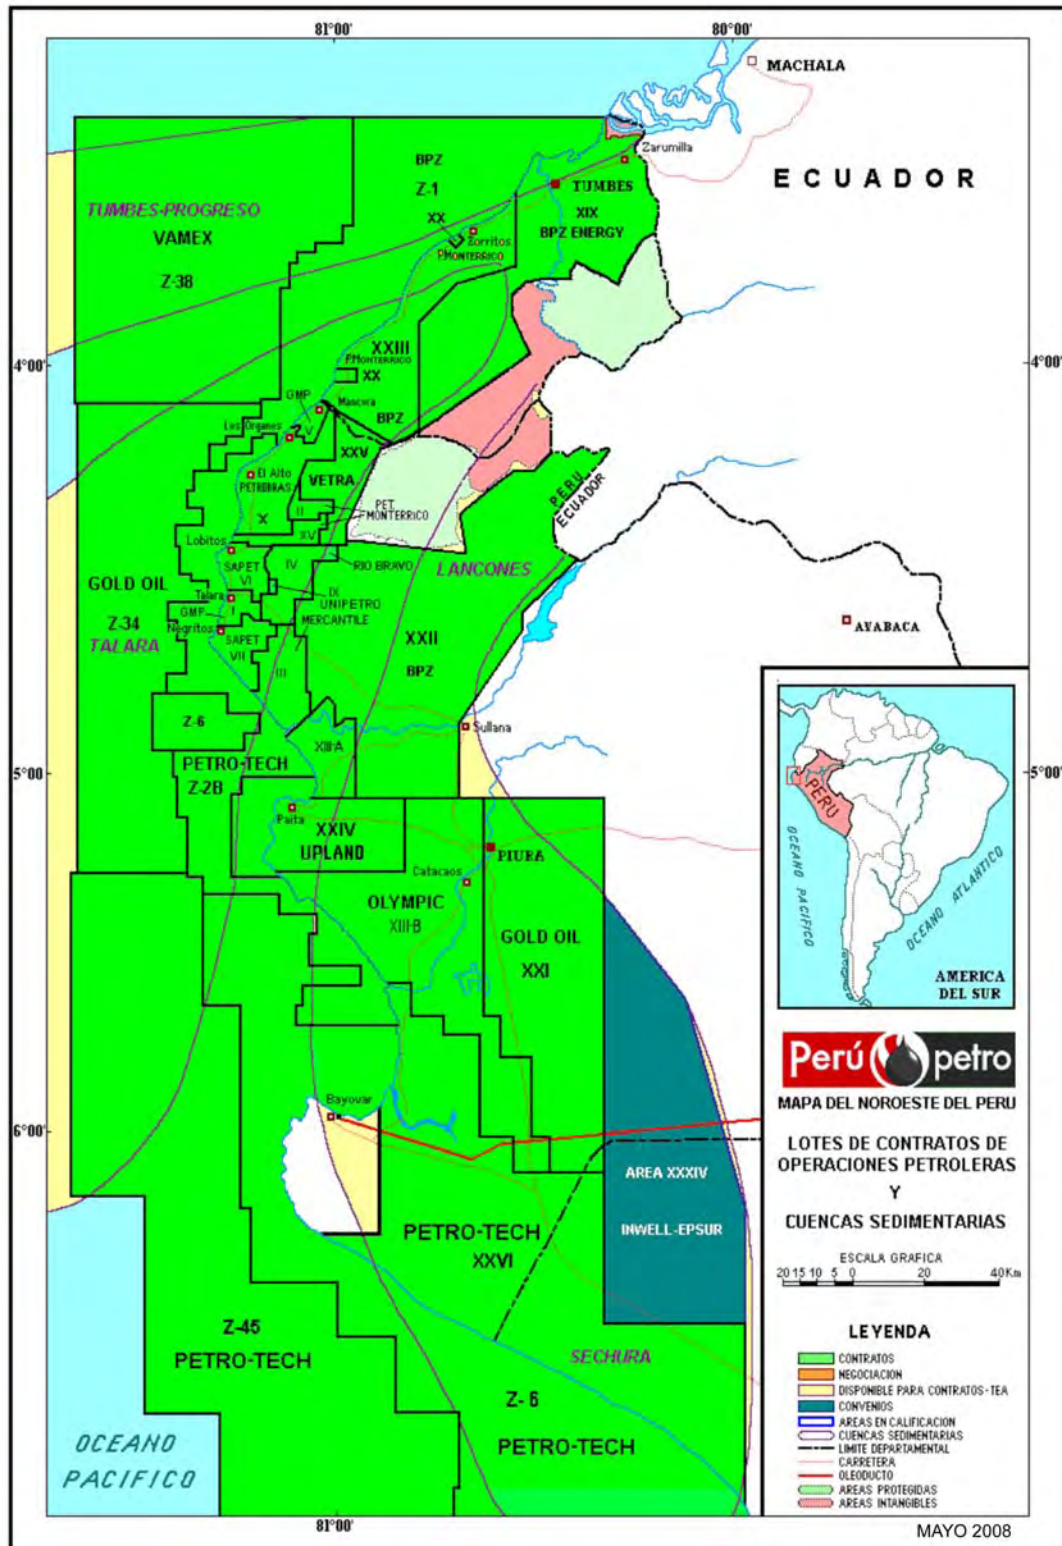 81°00'
80°00'
MACHALA
ECUADOR
Zarumilla
BPZ
Z-1
TUMBES
XIX
BPZ ENERGY
TUMBES-PROGRESO
VAMEX
Z-38
XX
Zorritos
P.MONTERRICO
4°00'
4°00'
XXIII
P.MONTERRICO
XX
BPZ
GMP
V
Mancora
Los Organos
XXV
VETRA
El Alto
PETROBRAS
X
II
PET.
MONTERRICO
XV
PERU
ECUADOR
Lobitos
SAPET
VI
IV
RIO BRAVO
LANCONES
GOLD OIL
Z-34
TALARA
Talara
GMP
I
IX
UNIPETRO
MERCANTILE
Negritos
SAPET
VII
III
XXII
BPZ
AYABACA
Z-6
Sullana
XIII-A
PETRO-TECH
Z-2B
5°00'
5°00'
Paita
XXIV
UPLAND
PIURA
Catacaos
OLYMPIC
XIII-B
GOLD OIL
XXI
PERU
OCEANO PACIFICO
OCEANO ATLANTICO
AMERICA
DEL SUR
Perú petro
MAPA DEL NOROESTE DEL PERU
LOTES DE CONTRATOS DE
OPERACIONES PETROLERAS
Y
CUENCAS SEDIMENTARIAS
Bayovar
6°00'
6°00'
AREA XXXIV
INWELL-EPSUR
PETRO-TECH
XXVI
ESCALA GRAFICA
20 15 10 5 0 20 40Km
Z-45
PETRO-TECH
SECHURA
Z- 6
PETRO-TECH
OCEANO
PACIFICO
LEYENDA
CONTRATOS
NEGOCIACION
DISPONIBLE PARA CONTRATOS-TEA
CONVENIOS
AREAS EN CALIFICACION
CUENCAS SEDIMENTARIAS
LIMITE DEPARTAMENTAL
CARRETERA
OLEODUCTO
AREAS PROTEGIDAS
AREAS INTANGIBLES
81°00'
80°00'
MAYO 2008